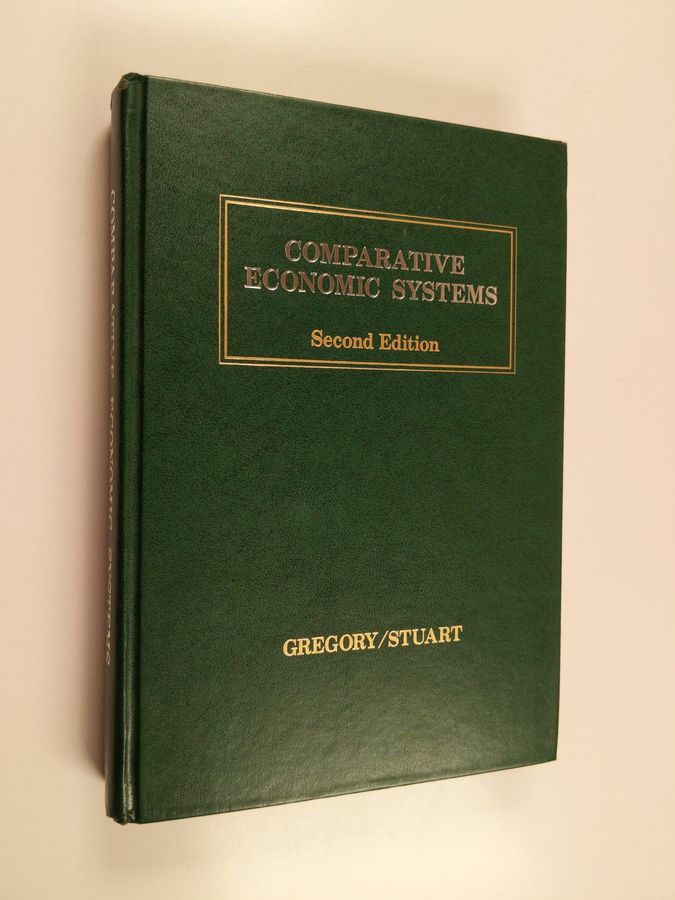 COMPARATIVE
ECONOMIC SYSTEMS
Second Edition
GREGORY/STUART
COMPARATIVE ECONOMIC SYSTEMS